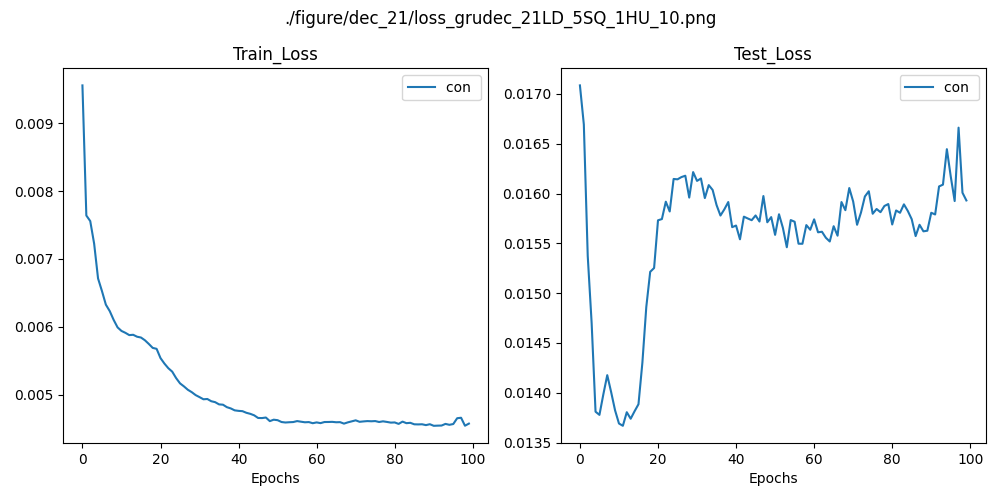 ./figure/dec_21/loss_grudec_21LD_5SQ_1HU_10.png
Train_Loss
con
0.009
0.008
0.007
0.006
0.005
0 20 40 60 80 100
Epochs
Test_Loss
con
0.0170
0.0165
0.0160
0.0155
0.0150
0.0145
0.0140
0.0135
0 20 40 60 80 100
Epochs